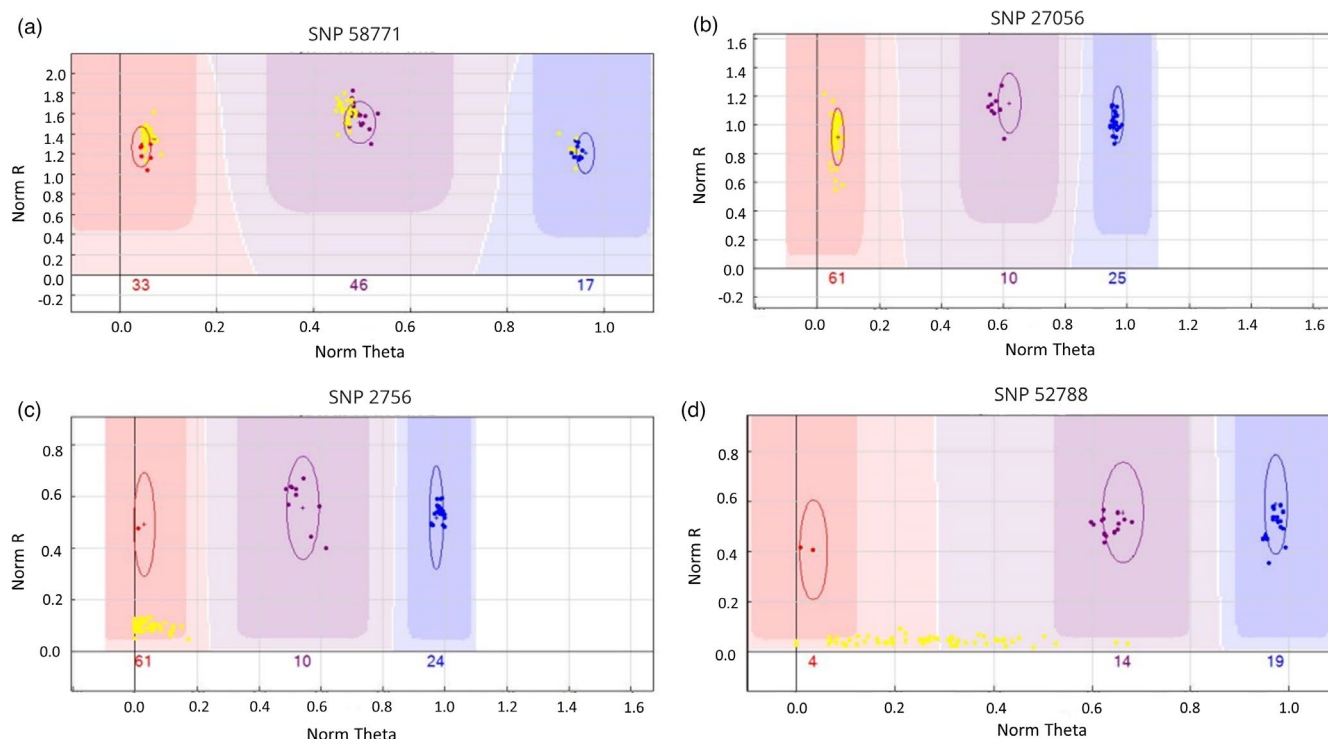 (a)
SNP 58771
Norm R
2.0
1.8
1.6
1.4
1.2
1.0
0.8
0.6
0.4
0.2
0.0
-0.2
33 46 17
0.0 0.2 0.4 0.6 0.8 1.0
Norm Theta
(b)
SNP 27056
Norm R
1.6
1.4
1.2
1.0
0.8
0.6
0.4
0.2
0.0
-0.2
61 10 25
0.0 0.2 0.4 0.6 0.8 1.0 1.2 1.4 1.6
Norm Theta
(c)
SNP 2756
Norm R
0.8
0.6
0.4
0.2
0.0
61 10 24
0.0 0.2 0.4 0.6 0.8 1.0 1.2 1.4 1.6
Norm Theta
(d)
SNP 52788
Norm R
0.8
0.6
0.4
0.2
0.0
4 14 19
0.0 0.2 0.4 0.6 0.8 1.0
Norm Theta